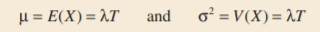 μ = E(X) = λT and σ² = V(X) = λT